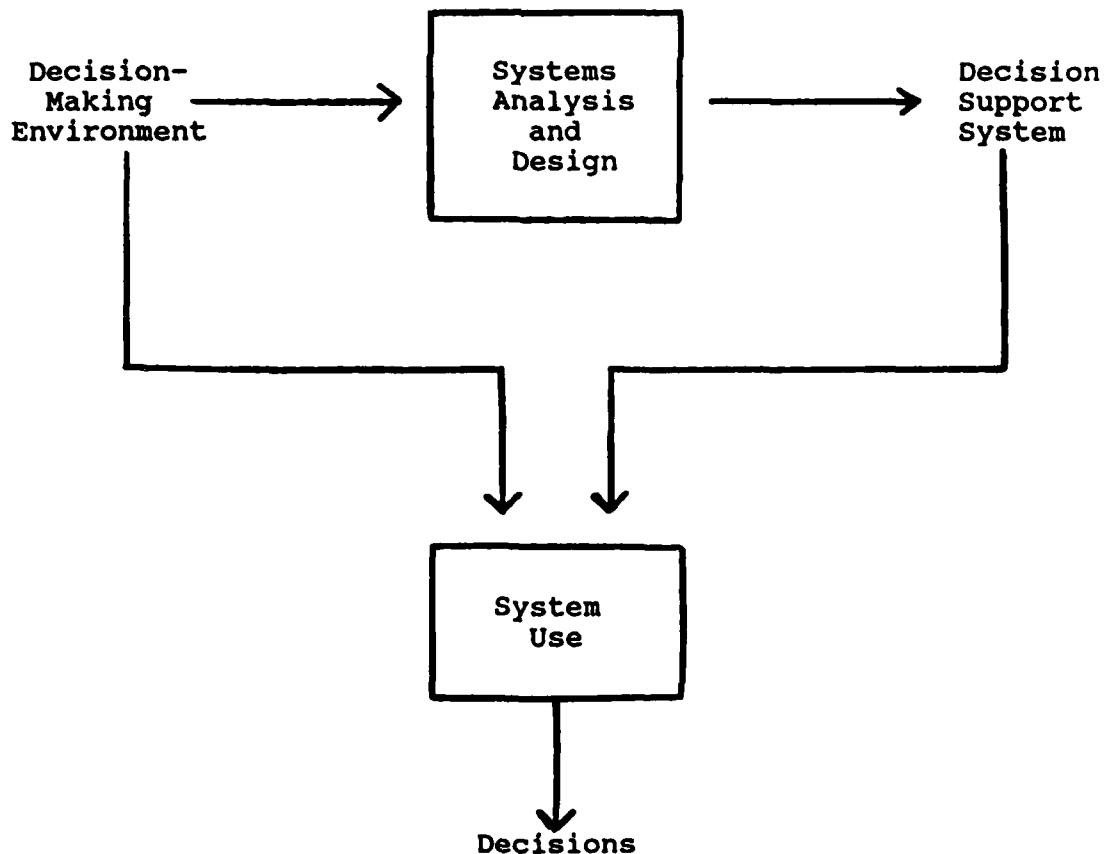 Decision-
Making
Environment
Systems
Analysis
and
Design
Decision
Support
System
System
Use
Decisions